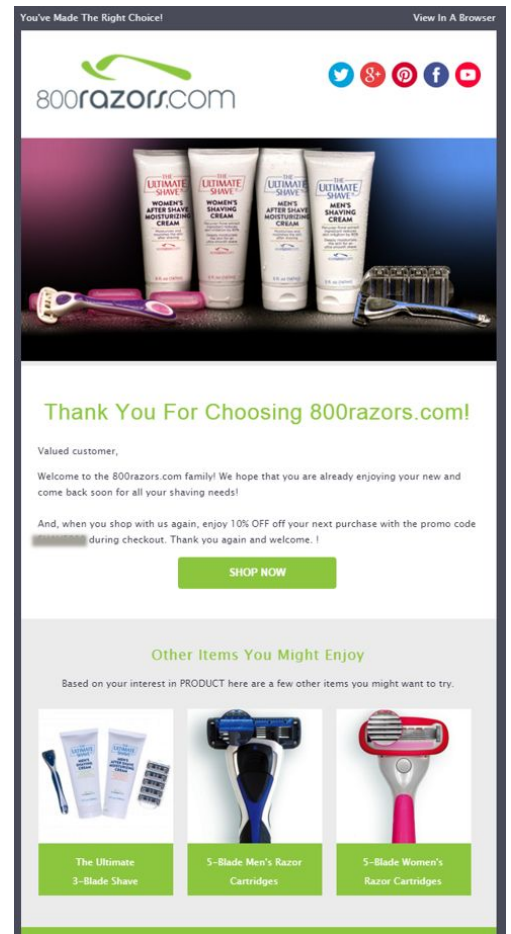 You've Made The Right Choice!
View In A Browser
800razors.com
THE
ULTIMATE
SHAVE
WOMEN'S
AFTER SHAVE
MOISTURIZING
CREAM
THE
ULTIMATE
SHAVE
WOMEN'S
SHAVING
CREAM
THE
ULTIMATE
SHAVE
MEN'S
AFTER SHAVE
MOISTURIZING
CREAM
THE
ULTIMATE
SHAVE
MEN'S
SHAVING
CREAM
Thank You For Choosing 800razors.com!
Valued customer,
Welcome to the 800razors.com family! We hope that you are already enjoying your new and
come back soon for all your shaving needs!
And, when you shop with us again, enjoy 10% OFF off your next purchase with the promo code
during checkout. Thank you again and welcome. !
SHOP NOW
Other Items You Might Enjoy
Based on your interest in PRODUCT here are a few other items you might want to try.
The Ultimate
3-Blade Shave
5-Blade Men's Razor
Cartridges
5-Blade Women's
Razor Cartridges